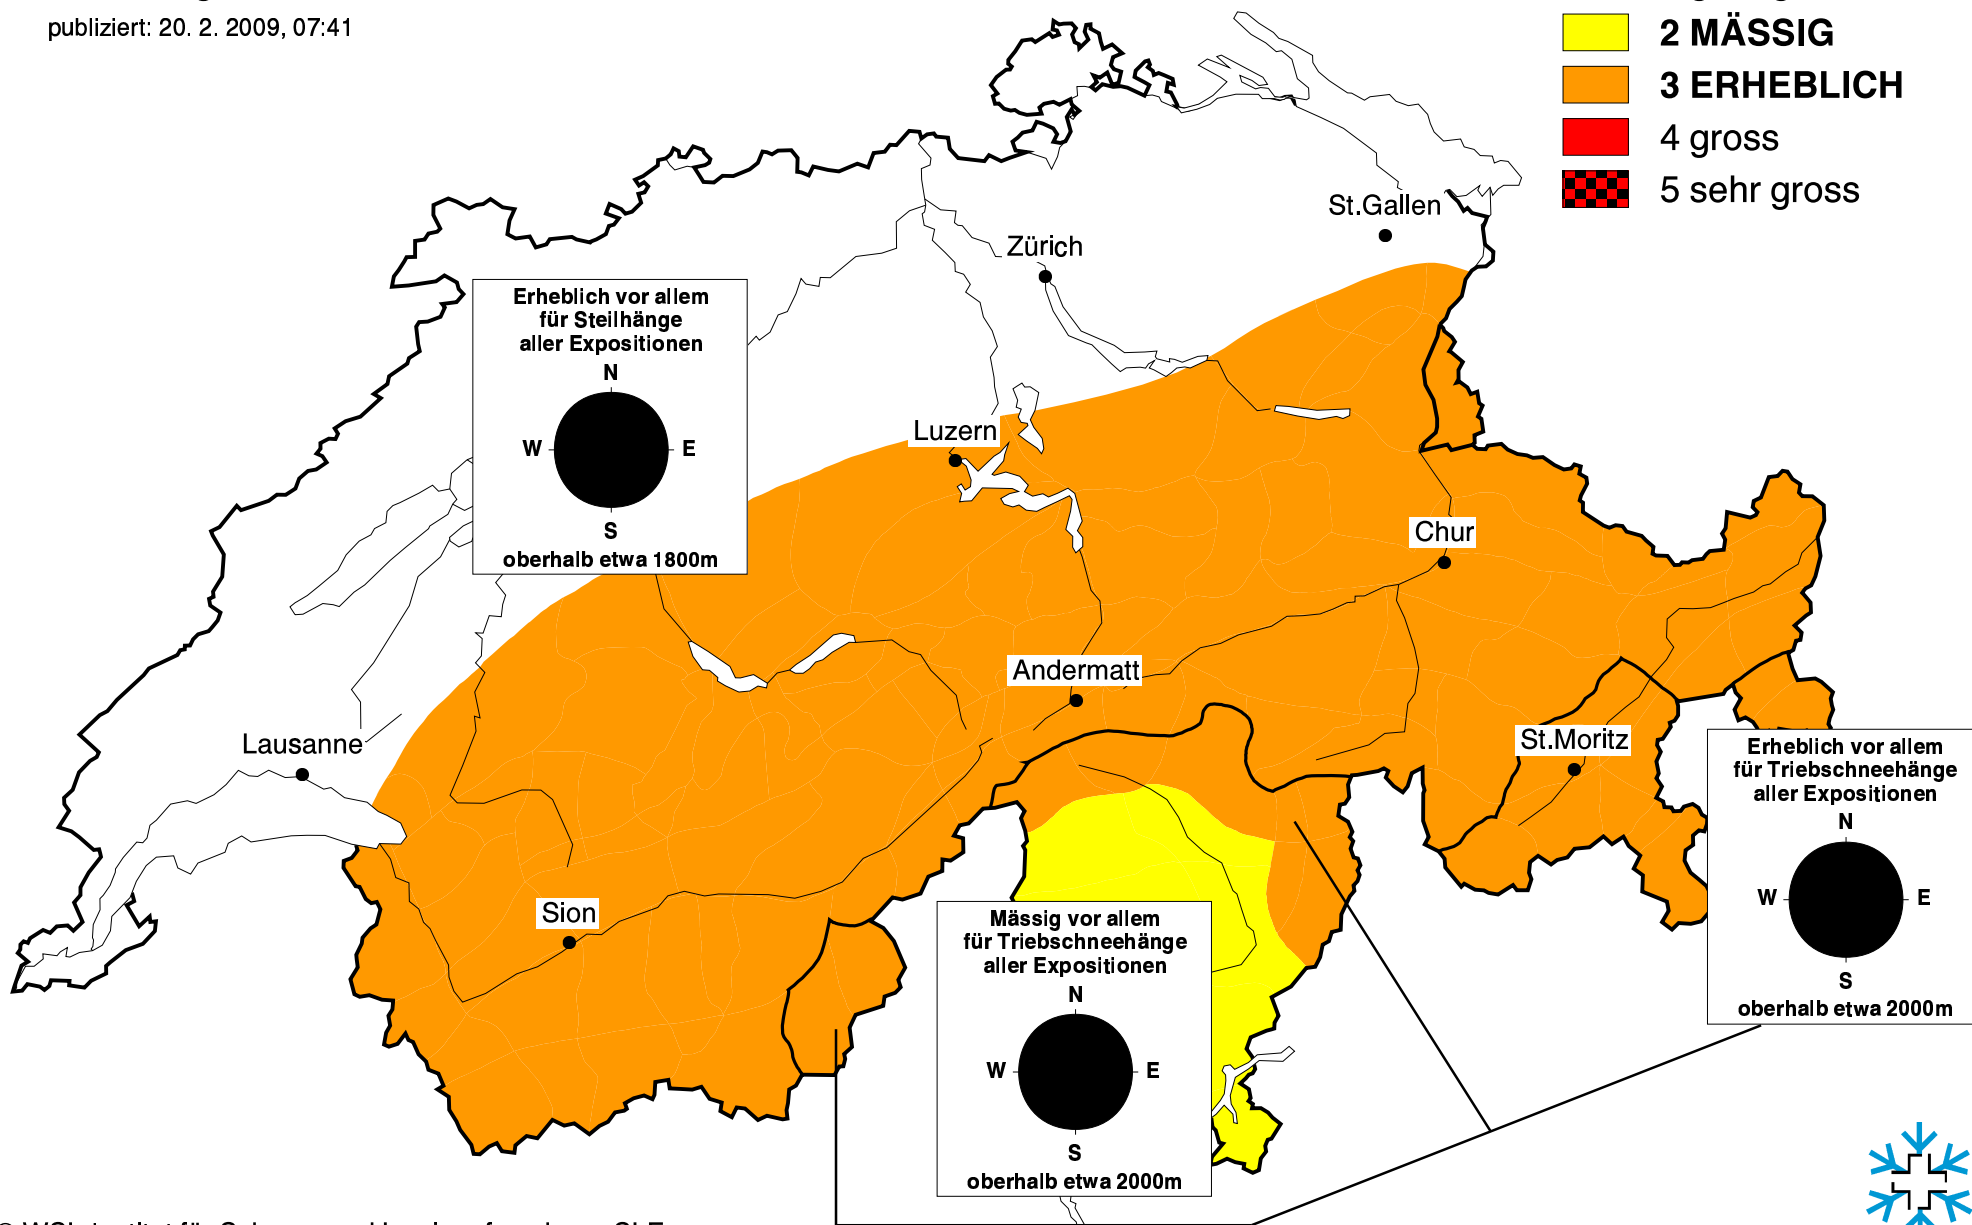 publiziert: 20. 2. 2009, 07:41
2 MÄSSIG
3 ERHEBLICH
4 gross
5 sehr gross
St.Gallen
Zürich
Erheblich vor allem
für Steilhänge
aller Expositionen
N
W E
S
oberhalb etwa 1800m
Luzern
Chur
Andermatt
Lausanne
St.Moritz
Erheblich vor allem
für Triebschneehänge
aller Expositionen
N
W E
S
oberhalb etwa 2000m
Sion
Mässig vor allem
für Triebschneehänge
aller Expositionen
N
W E
S
oberhalb etwa 2000m